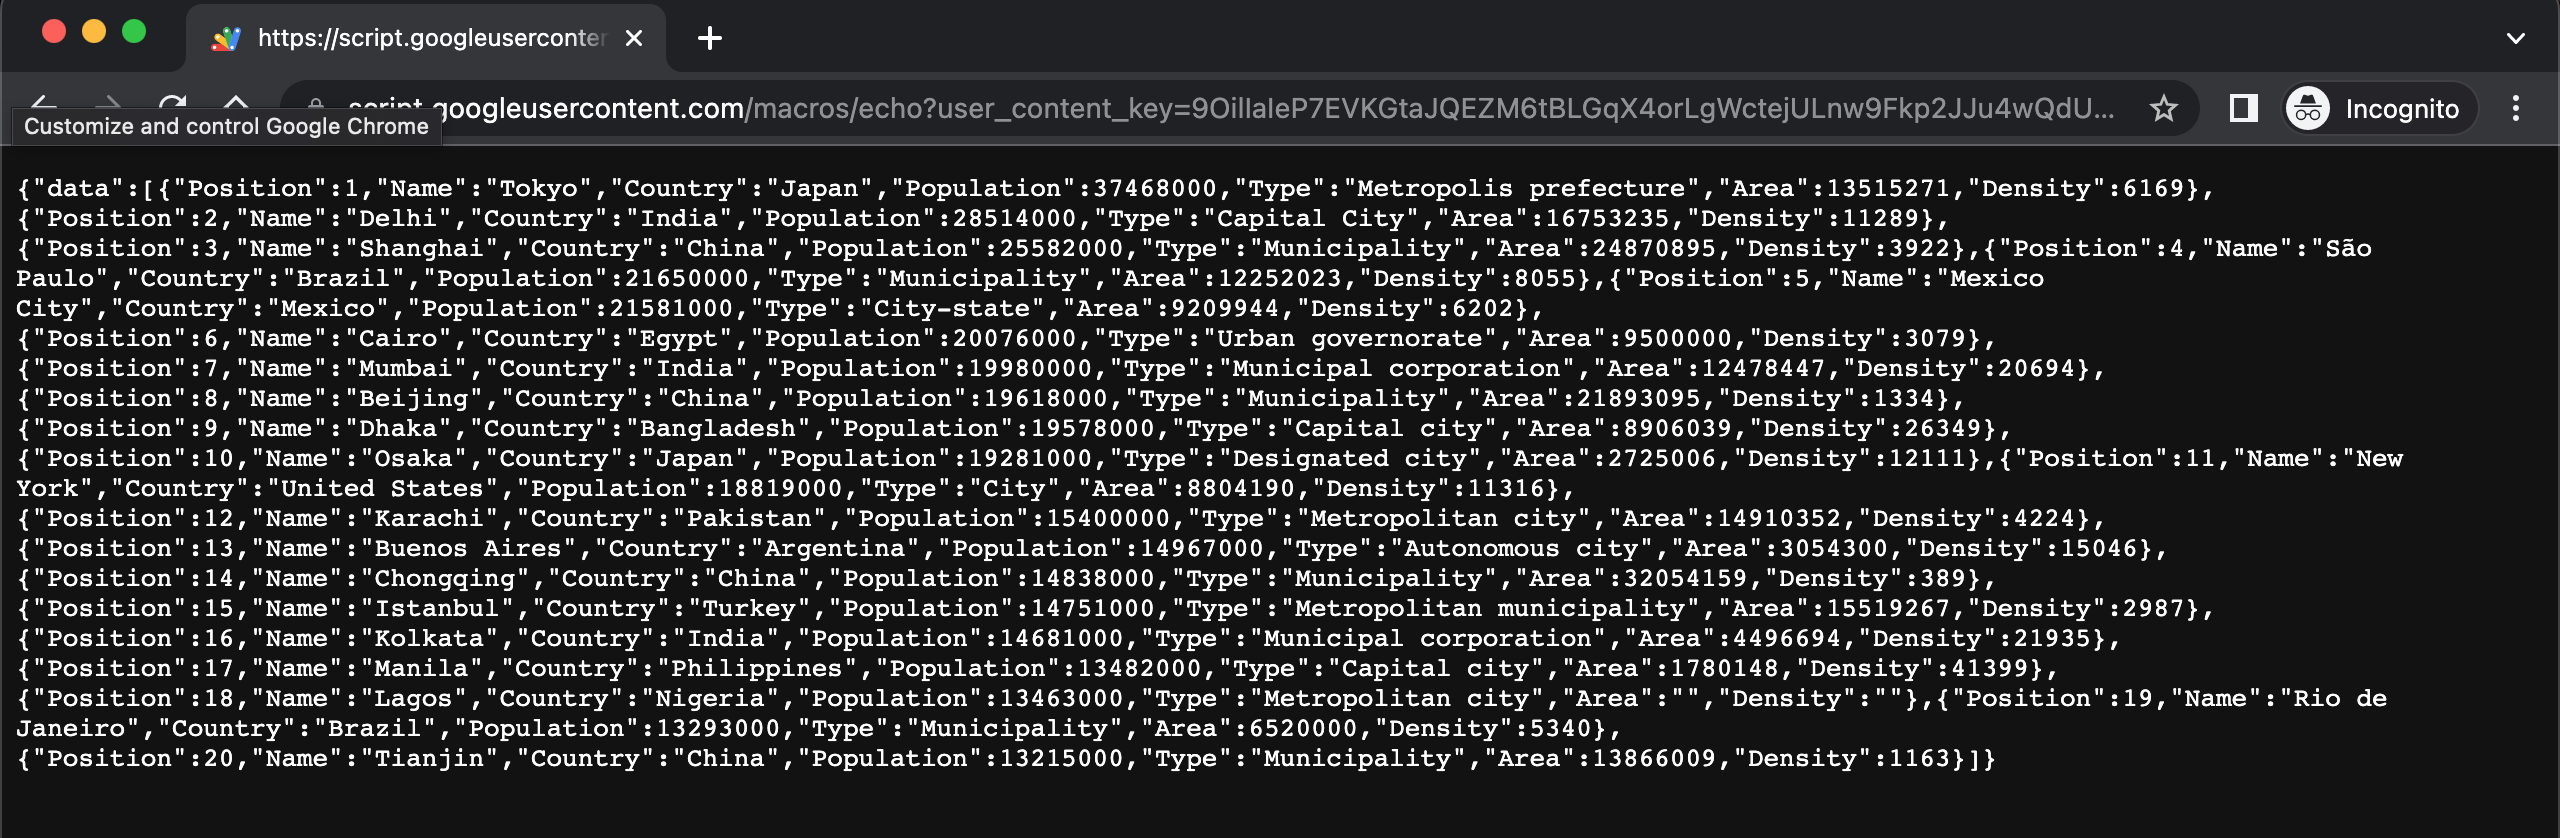 https://script.googleuserconter
Customize and control Google Chrome
script.googleusercontent.com/macros/echo?user_content_key=9OilIaIeP7EVKGtaJQEZM6tBLGqX4orLgWctejULnw9Fkp2JJu4wQdU...
Incognito
{"data":[{"Position":1,"Name":"Tokyo","Country":"Japan","Population":37468000,"Type":"Metropolis prefecture","Area":13515271,"Density":6169},
{"Position":2,"Name":"Delhi","Country":"India","Population":28514000,"Type":"Capital City","Area":16753235,"Density":11289},
{"Position":3,"Name":"Shanghai","Country":"China","Population":25582000,"Type":"Municipality","Area":24870895,"Density":3922},{"Position":4,"Name":"São
Paulo","Country":"Brazil","Population":21650000,"Type":"Municipality","Area":12252023,"Density":8055},{"Position":5,"Name":"Mexico
City","Country":"Mexico","Population":21581000,"Type":"City-state","Area":9209944,"Density":6202},
{"Position":6,"Name":"Cairo","Country":"Egypt","Population":20076000,"Type":"Urban governorate","Area":9500000,"Density":3079},
{"Position":7,"Name":"Mumbai","Country":"India","Population":19980000,"Type":"Municipal corporation","Area":12478447,"Density":20694},
{"Position":8,"Name":"Beijing","Country":"China","Population":19618000,"Type":"Municipality","Area":21893095,"Density":1334},
{"Position":9,"Name":"Dhaka","Country":"Bangladesh","Population":19578000,"Type":"Capital city","Area":8906039,"Density":26349},
{"Position":10,"Name":"Osaka","Country":"Japan","Population":19281000,"Type":"Designated city","Area":2725006,"Density":12111},{"Position":11,"Name":"New
York","Country":"United States","Population":18819000,"Type":"City","Area":8804190,"Density":11316},
{"Position":12,"Name":"Karachi","Country":"Pakistan","Population":15400000,"Type":"Metropolitan city","Area":14910352,"Density":4224},
{"Position":13,"Name":"Buenos Aires","Country":"Argentina","Population":14967000,"Type":"Autonomous city","Area":3054300,"Density":15046},
{"Position":14,"Name":"Chongqing","Country":"China","Population":14838000,"Type":"Municipality","Area":32054159,"Density":389},
{"Position":15,"Name":"Istanbul","Country":"Turkey","Population":14751000,"Type":"Metropolitan municipality","Area":15519267,"Density":2987},
{"Position":16,"Name":"Kolkata","Country":"India","Population":14681000,"Type":"Municipal corporation","Area":4496694,"Density":21935},
{"Position":17,"Name":"Manila","Country":"Philippines","Population":13482000,"Type":"Capital city","Area":1780148,"Density":41399},
{"Position":18,"Name":"Lagos","Country":"Nigeria","Population":13463000,"Type":"Metropolitan city","Area":"","Density":""},{"Position":19,"Name":"Rio de
Janeiro","Country":"Brazil","Population":13293000,"Type":"Municipality","Area":6520000,"Density":5340},
{"Position":20,"Name":"Tianjin","Country":"China","Population":13215000,"Type":"Municipality","Area":13866009,"Density":1163}]}